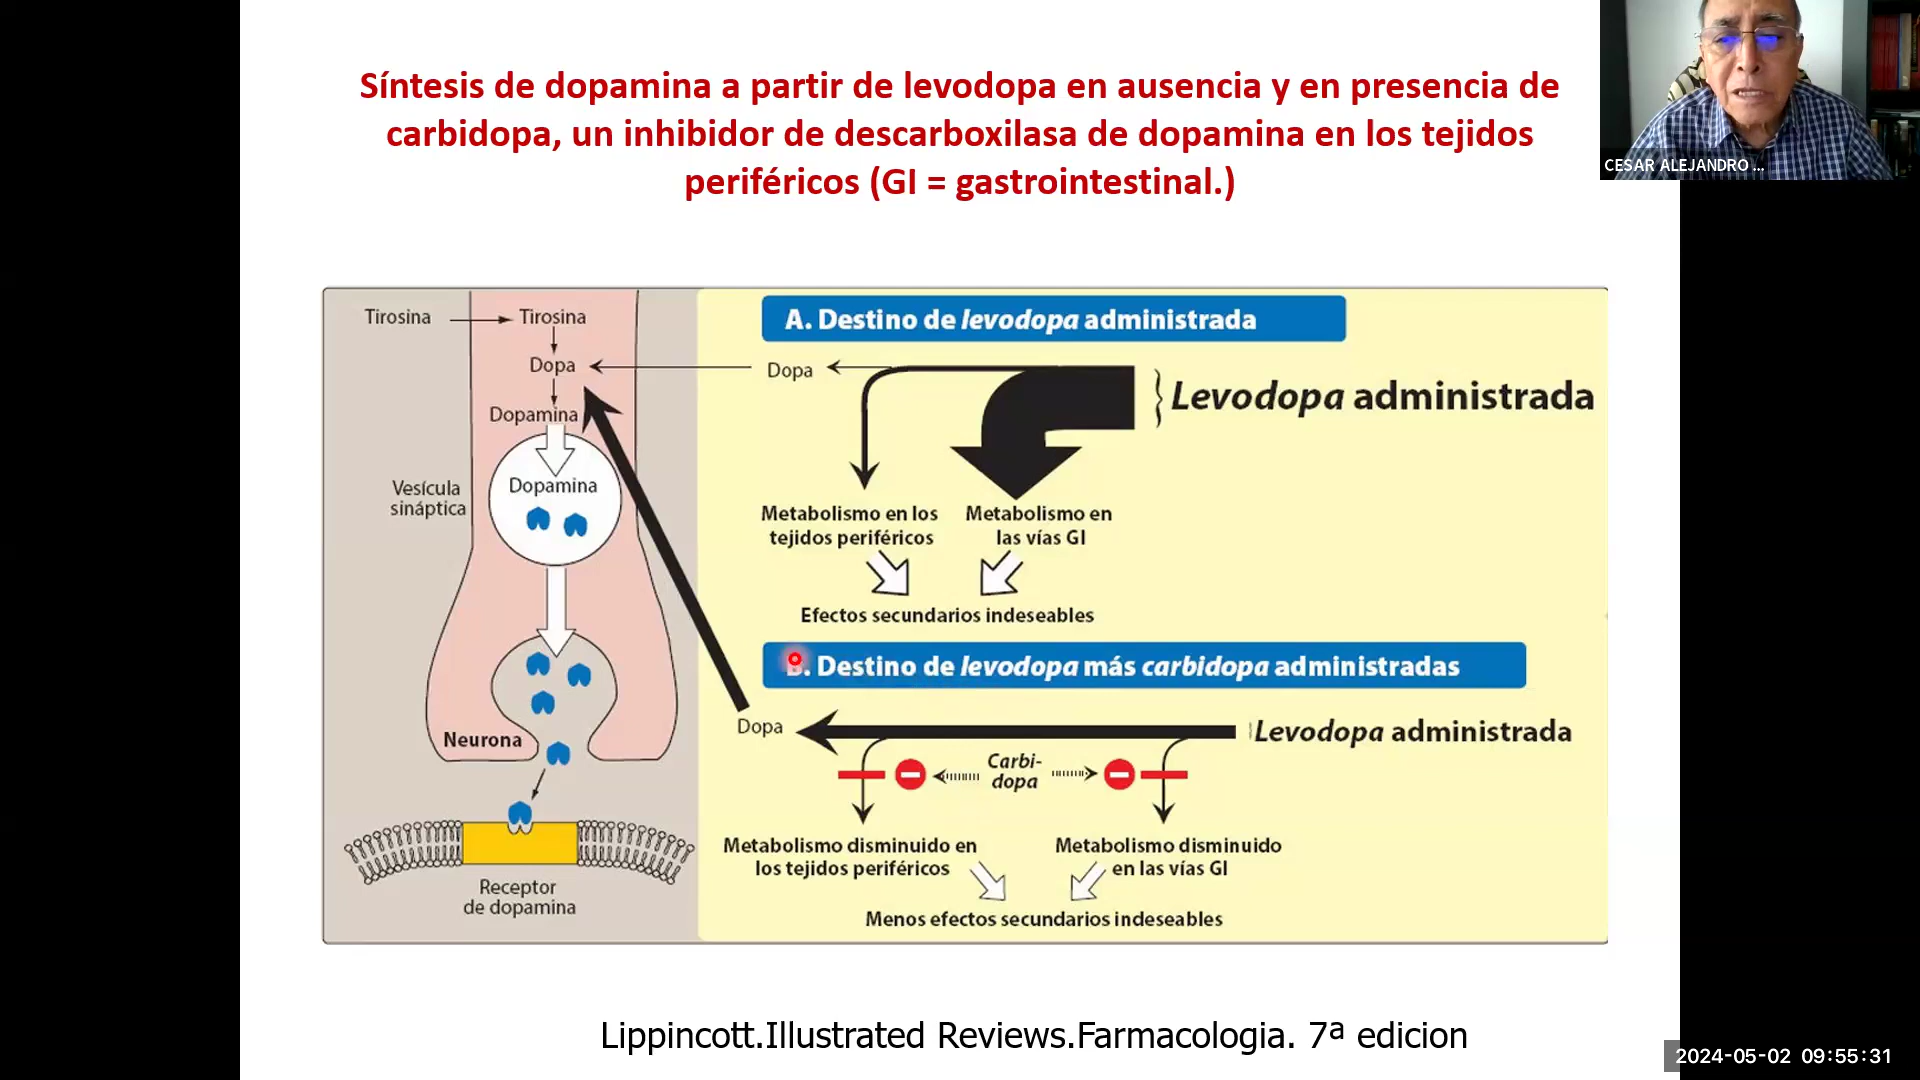 Síntesis de dopamina a partir de levodopa en ausencia y en presencia de
carbidopa, un inhibidor de descarboxilasa de dopamina en los tejidos
periféricos (GI = gastrointestinal.)
CESAR ALEJANDRO ...
Tirosina
Tirosina
Dopa
Dopamina
Dopamina
Vesícula
sináptica
Neurona
Receptor
de dopamina
A. Destino de levodopa administrada
Dopa
Levodopa administrada
Metabolismo en los
tejidos periféricos
Metabolismo en
las vías GI
Efectos secundarios indeseables
B. Destino de levodopa más carbidopa administradas
Dopa
Levodopa administrada
Carbi-
dopa
Metabolismo disminuido en
los tejidos periféricos
Metabolismo disminuido
en las vías GI
Menos efectos secundarios indeseables
Lippincott.Illustrated Reviews.Farmacologia. 7ª edicion
2024-05-02 09:55:31